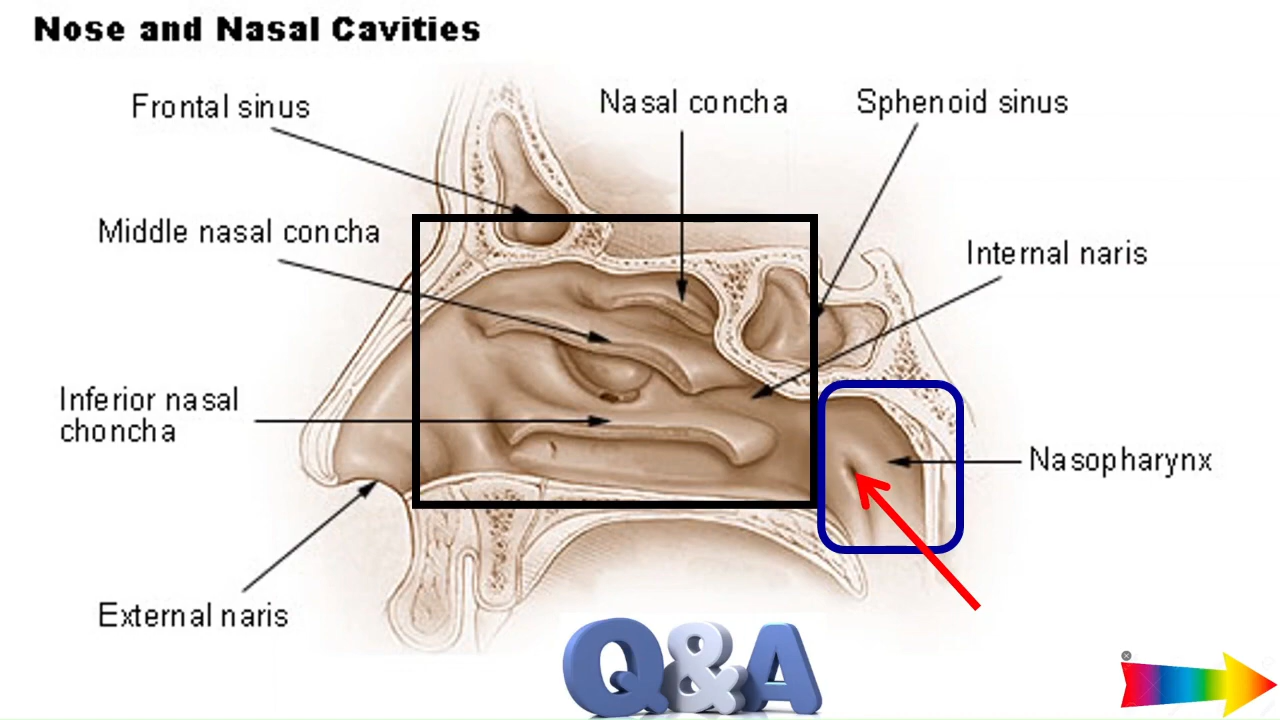 Nose and Nasal Cavities
Frontal sinus
Nasal concha
Sphenoid sinus
Middle nasal concha
Internal naris
Inferior nasal
choncha
Nasopharynx
External naris
Q&A